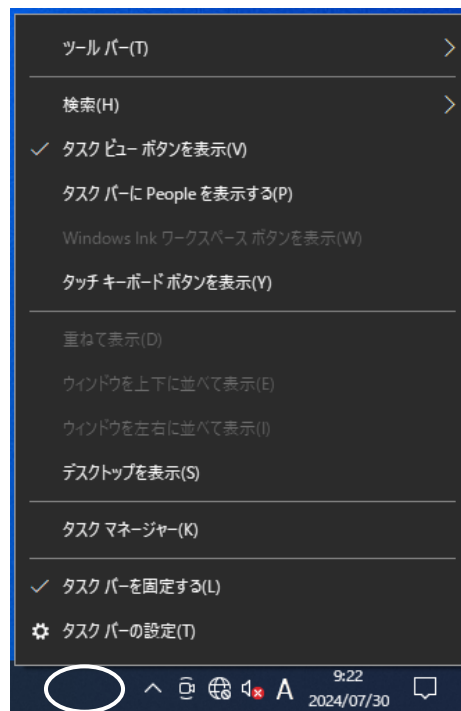 ツール バー(T)
検索(H)
タスク ビュー ボタンを表示(V)
タスク バーに People を表示する(P)
Windows Ink ワークスペース ボタンを表示(W)
タッチ キーボード ボタンを表示(Y)
重ねて表示(D)
ウィンドウを上下に並べて表示(E)
ウィンドウを左右に並べて表示(I)
デスクトップを表示(S)
タスク マネージャー(K)
タスク バーを固定する(L)
タスク バーの設定(T)
A
9:22
2024/07/30